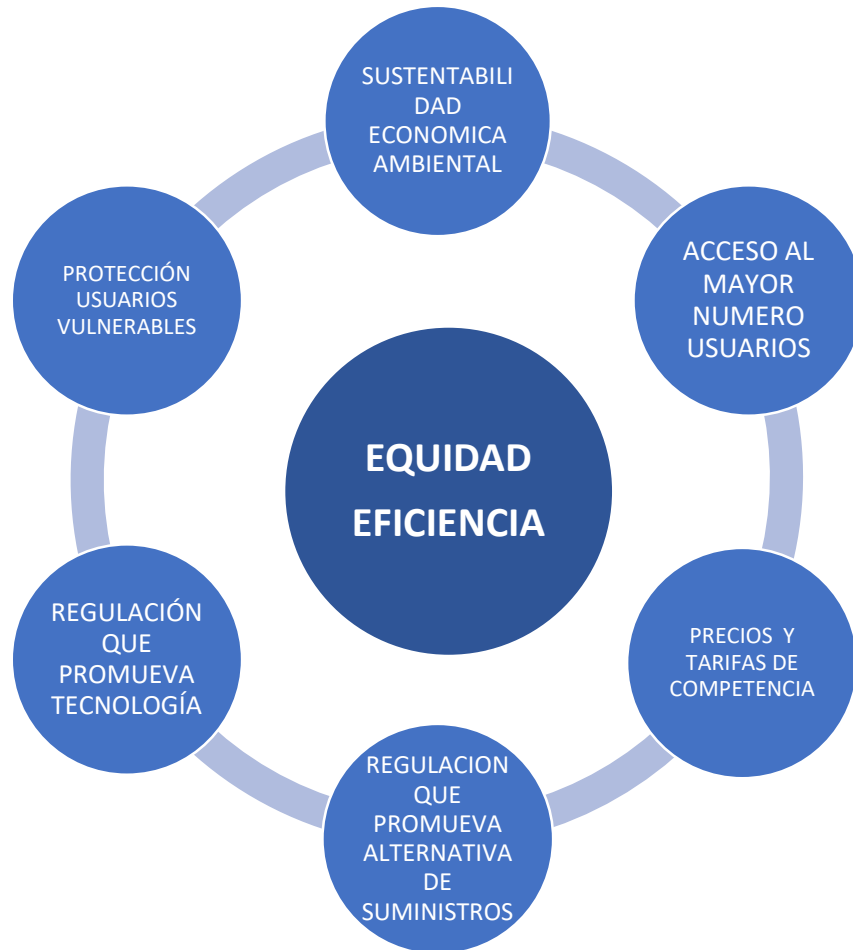 SUSTENTABILI
DAD
ECONOMICA
AMBIENTAL
ACCESO AL
MAYOR
NUMERO
USUARIOS
PRECIOS Y
TARIFAS DE
COMPETENCIA
REGULACION
QUE
PROMUEVA
ALTERNATIVA
DE
SUMINISTROS
REGULACIÓN
QUE
PROMUEVA
TECNOLOGÍA
PROTECCIÓN
USUARIOS
VULNERABLES
EQUIDAD
EFICIENCIA